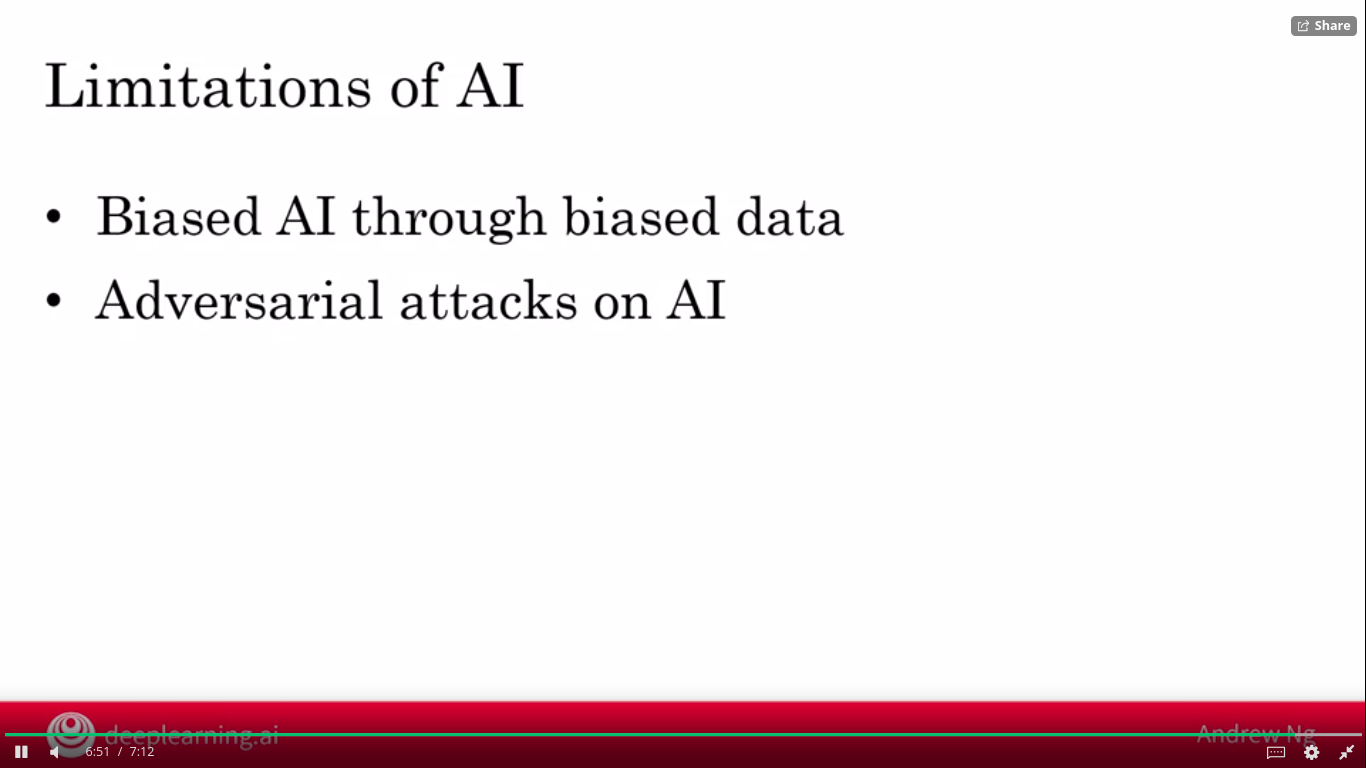 Share
Limitations of AI
• Biased AI through biased data
• Adversarial attacks on AI
deeplearning.ai
Andrew Ng
6:51 / 7:12